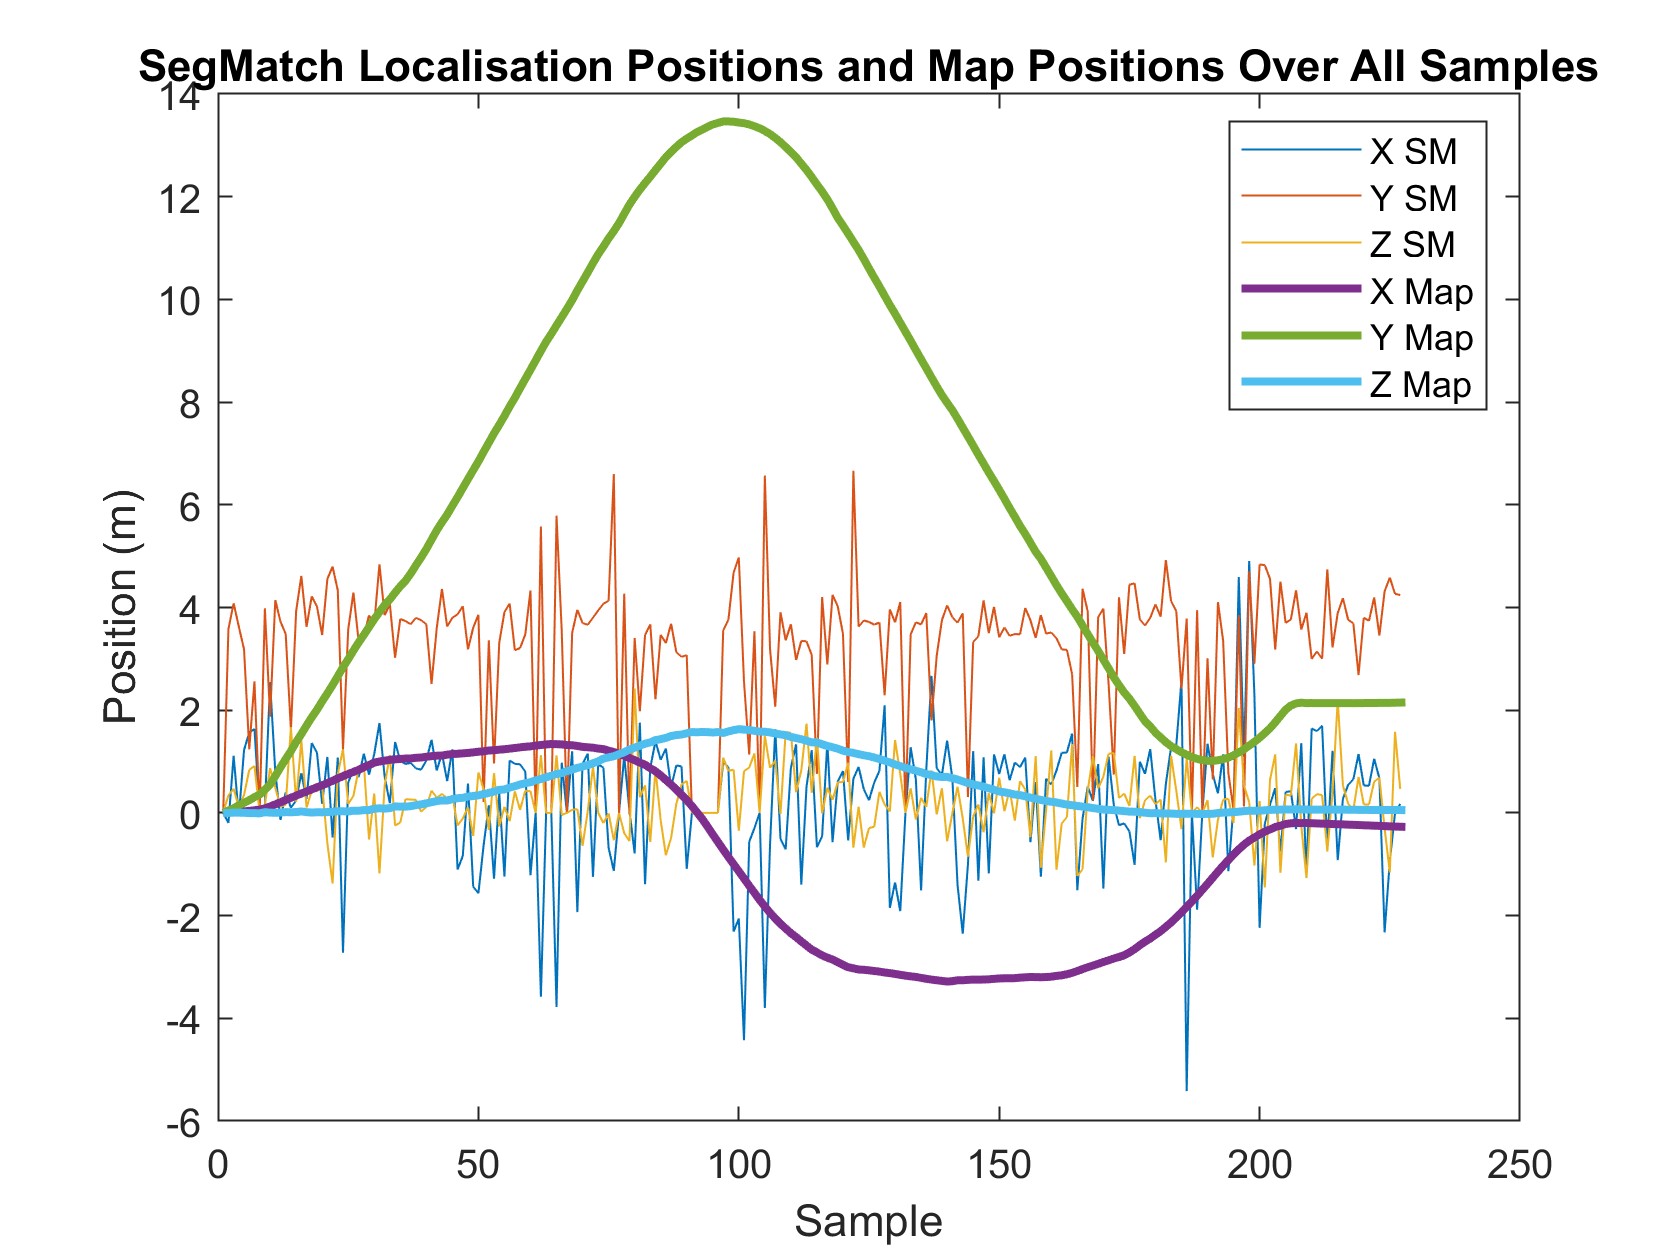 SegMatch Localisation Positions and Map Positions Over All Samples
14
12
10
8
6
4
2
0
-2
-4
-6
Position (m)
X SM
Y SM
Z SM
X Map
Y Map
Z Map
0 50 100 150 200 250
Sample